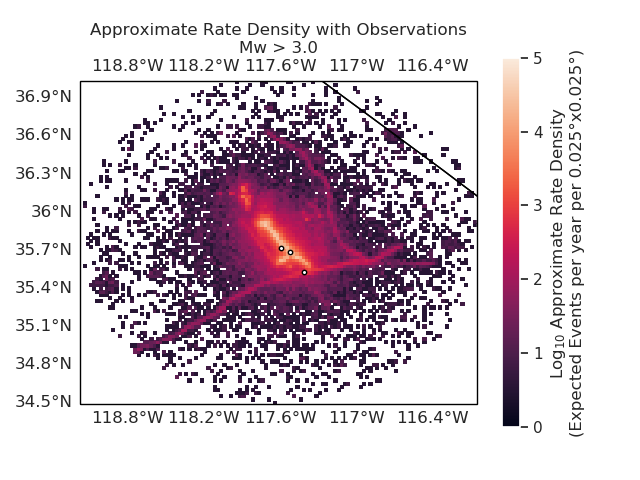 Approximate Rate Density with Observations
Mw > 3.0
118.8°W 118.2°W 117.6°W 117°W 116.4°W
36.9°N
36.6°N
36.3°N
36°N
35.7°N
35.4°N
35.1°N
34.8°N
34.5°N
118.8°W 118.2°W 117.6°W 117°W 116.4°W
5
4
3
2
1
0
Log₁₀ Approximate Rate Density
(Expected Events per year per 0.025°x0.025°)